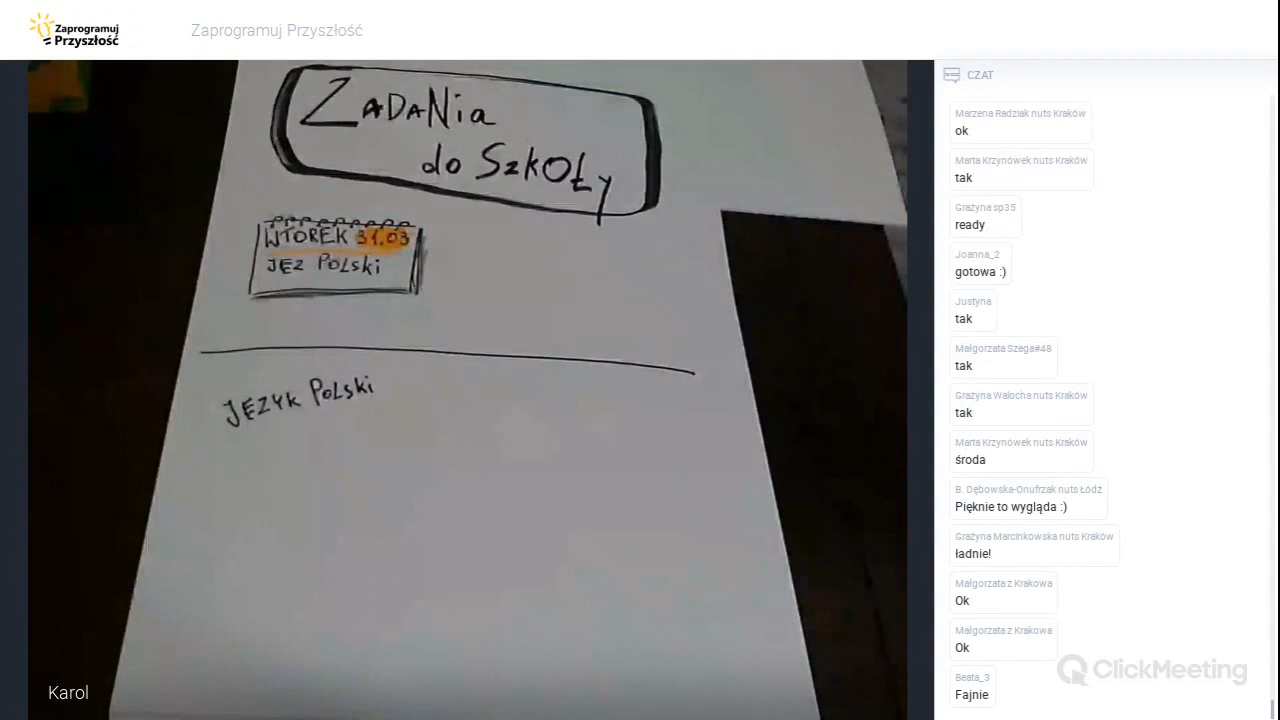 Zaprogramuj
Przyszłość
Zaprogramuj Przyszłość
ZADANia
do SZKOŁy
WTOREK 31.03
JĘZ POLSki
JĘZYK POLSki
Karol
CZAT
Marzena Radziak nuts Kraków
ok
Marta Krzynówek nuts Kraków
tak
Grażyna sp35
ready
Joanna_2
gotowa :)
Justyna
tak
Małgorzata Szega#48
tak
Grażyna Wałocha nuts Kraków
tak
Marta Krzynówek nuts Kraków
środa
B. Dębowska-Onufrzak nuts Łódź
Pięknie to wygląda :)
Grażyna Marcinkowska nuts Kraków
ładnie!
Małgorzata z Krakowa
Ok
Małgorzata z Krakowa
Ok
Beata_3
Fajnie
ClickMeeting